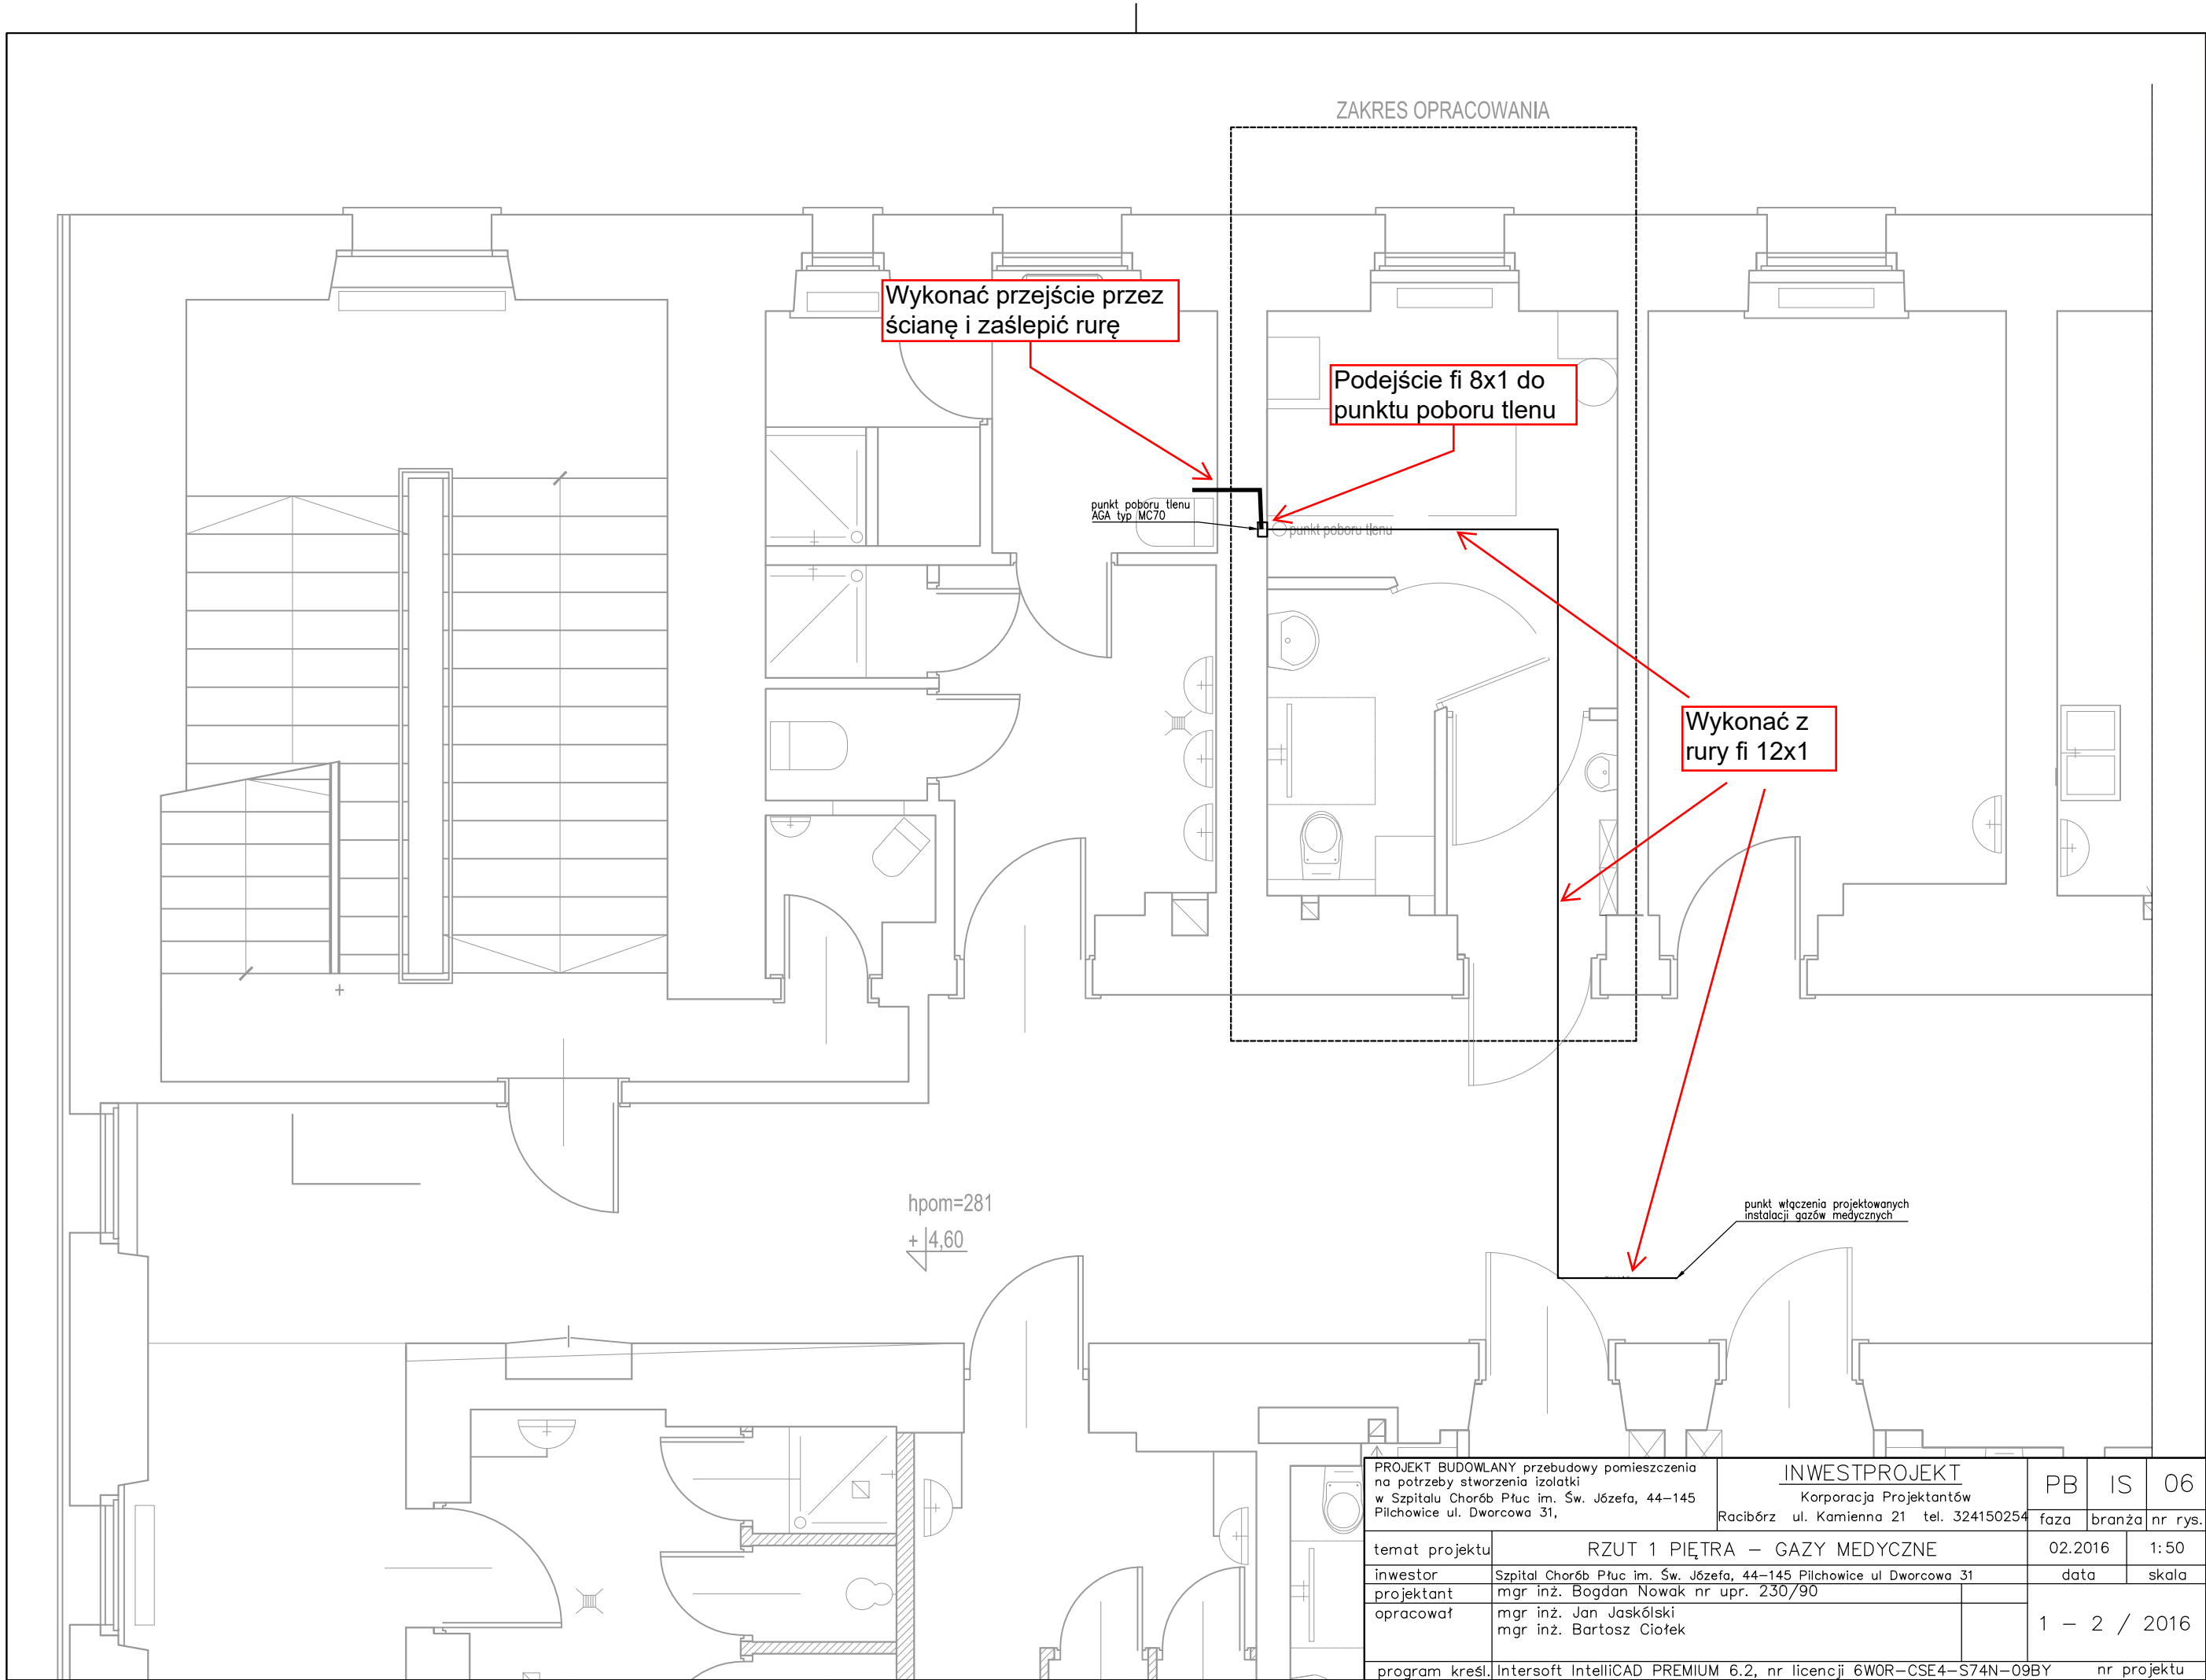 ZAKRES OPRACOWANIA
Wykonać przejście przez
ścianę i zaślepić rurę
Podejście fi 8x1 do
punktu poboru tlenu
punkt poboru tlenu
AGA typ MC70
punkt poboru tlenu
Wykonać z
rury fi 12x1
hpom=281
+ 4,60
punkt włączenia projektowanych
instalacji gazów medycznych
PROJEKT BUDOWLANY przebudowy pomieszczenia
na potrzeby stworzenia izolatki
w Szpitalu Chorób Płuc im. Św. Józefa, 44-145
Pilchowice ul. Dworcowa 31,
INWESTPROJEKT
Korporacja Projektantów
Racibórz ul. Kamienna 21 tel. 324150254
PB IS 06
faza branża nr rys.
temat projektu RZUT 1 PIĘTRA – GAZY MEDYCZNE 02.2016 1:50
inwestor Szpital Chorób Płuc im. Św. Józefa, 44-145 Pilchowice ul Dworcowa 31 data skala
projektant mgr inż. Bogdan Nowak nr upr. 230/90
opracował mgr inż. Jan Jaskólski
mgr inż. Bartosz Ciołek
1 – 2 / 2016
program kreśl. Intersoft IntelliCAD PREMIUM 6.2, nr licencji 6W0R-CSE4-S74N-09BY nr projektu